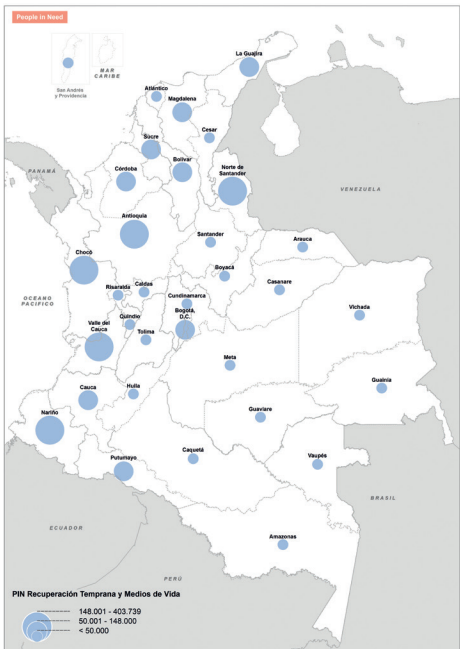 People in Need
La Guajira
MAR
CARIBE
San Andrés
y Providencia
Atlántico
Magdalena
Cesar
Sucre
Bolívar
Norte de
Santander
Córdoba
PANAMÁ
VENEZUELA
Antioquia
Santander
Arauca
Chocó
Boyacá
Risaralda
Caldas
Casanare
Cundinamarca
OCEANO
PACIFICO
Bogotá,
D.C.
Vichada
Quindío
Valle del
Cauca
Tolima
Meta
Guainía
Cauca
Huila
Guaviare
Nariño
Putumayo
Caquetá
Vaupés
BRASIL
ECUADOR
Amazonas
PERÚ
PIN Recuperación Temprana y Medios de Vida
148.001 - 403.739
50.001 - 148.000
< 50.000